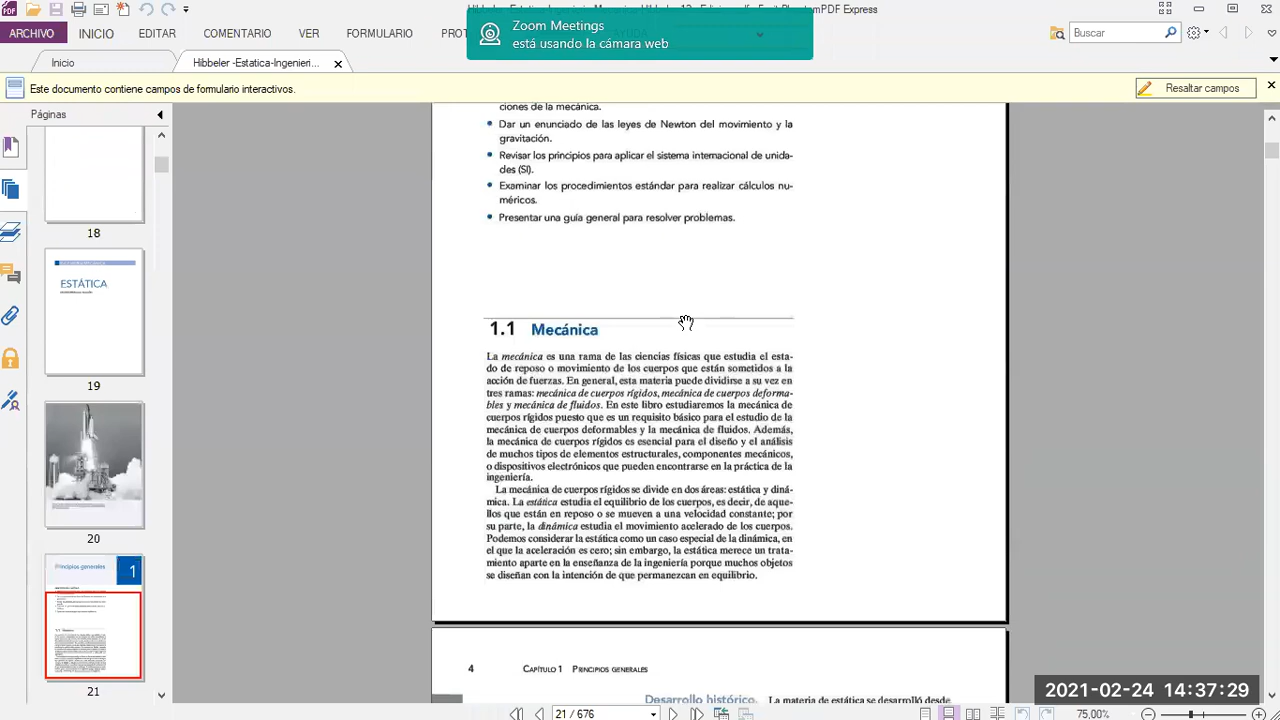 Hibbeler -Estatica-Ingenieria Mecanica-Hibbeler-12va-Edicion.pdf - Foxit PhantomPDF Express
Zoom Meetings
está usando la cámara web
ARCHIVO INICIO EDITAR COMENTARIO VER FORMULARIO AYUDA
Buscar
Inicio
Hibbeler -Estatica-Ingenieri...
Este documento contiene campos de formulario interactivos.
Resaltar campos
Páginas
18
ESTÁTICA
19
20
Principios generales 1
21
ciones de la mecánica.
• Dar un enunciado de las leyes de Newton del movimiento y la
gravitación.
• Revisar los principios para aplicar el sistema internacional de unida-
des (SI).
• Examinar los procedimientos estándar para realizar cálculos nu-
méricos.
• Presentar una guía general para resolver problemas.
1.1 Mecánica
La mecánica es una rama de las ciencias físicas que estudia el esta-
do de reposo o movimiento de los cuerpos que están sometidos a la
acción de fuerzas. En general, esta materia puede dividirse a su vez en
tres ramas: mecánica de cuerpos rígidos, mecánica de cuerpos deforma-
bles y mecánica de fluidos. En este libro estudiaremos la mecánica de
cuerpos rígidos puesto que es un requisito básico para el estudio de la
mecánica de cuerpos deformables y la mecánica de fluidos. Además,
la mecánica de cuerpos rígidos es esencial para el diseño y el análisis
de muchos tipos de elementos estructurales, componentes mecánicos,
o dispositivos electrónicos que pueden encontrarse en la práctica de la
ingeniería.
La mecánica de cuerpos rígidos se divide en dos áreas: estática y diná-
mica. La estática estudia el equilibrio de los cuerpos, es decir, de aque-
llos que están en reposo o se mueven a una velocidad constante; por
su parte, la dinámica estudia el movimiento acelerado de los cuerpos.
Podemos considerar la estática como un caso especial de la dinámica, en
el que la aceleración es cero; sin embargo, la estática merece un trata-
miento aparte en la enseñanza de la ingeniería porque muchos objetos
se diseñan con la intención de que permanezcan en equilibrio.
4 CAPÍTULO 1 PRINCIPIOS GENERALES
Desarrollo histórico. La materia de estática se desarrolló desde
2021-02-24 14:37:29
21 / 676
75,00%